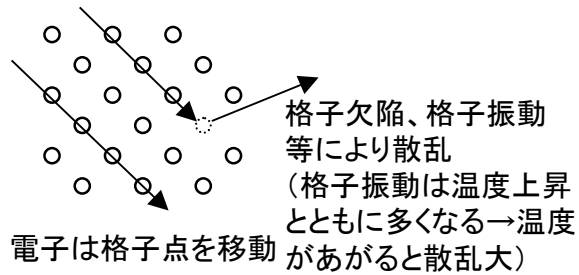 格子欠陥、格子振動
等により散乱
（格子振動は温度上昇
とともに多くなる→温度
があがると散乱大）
電子は格子点を移動